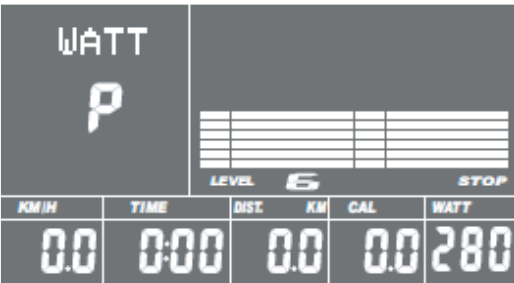 WATT
P
LEVEL 6 STOP
KM/H TIME DIST. KM CAL WATT
0.0 0:00 0.0 0.0 280